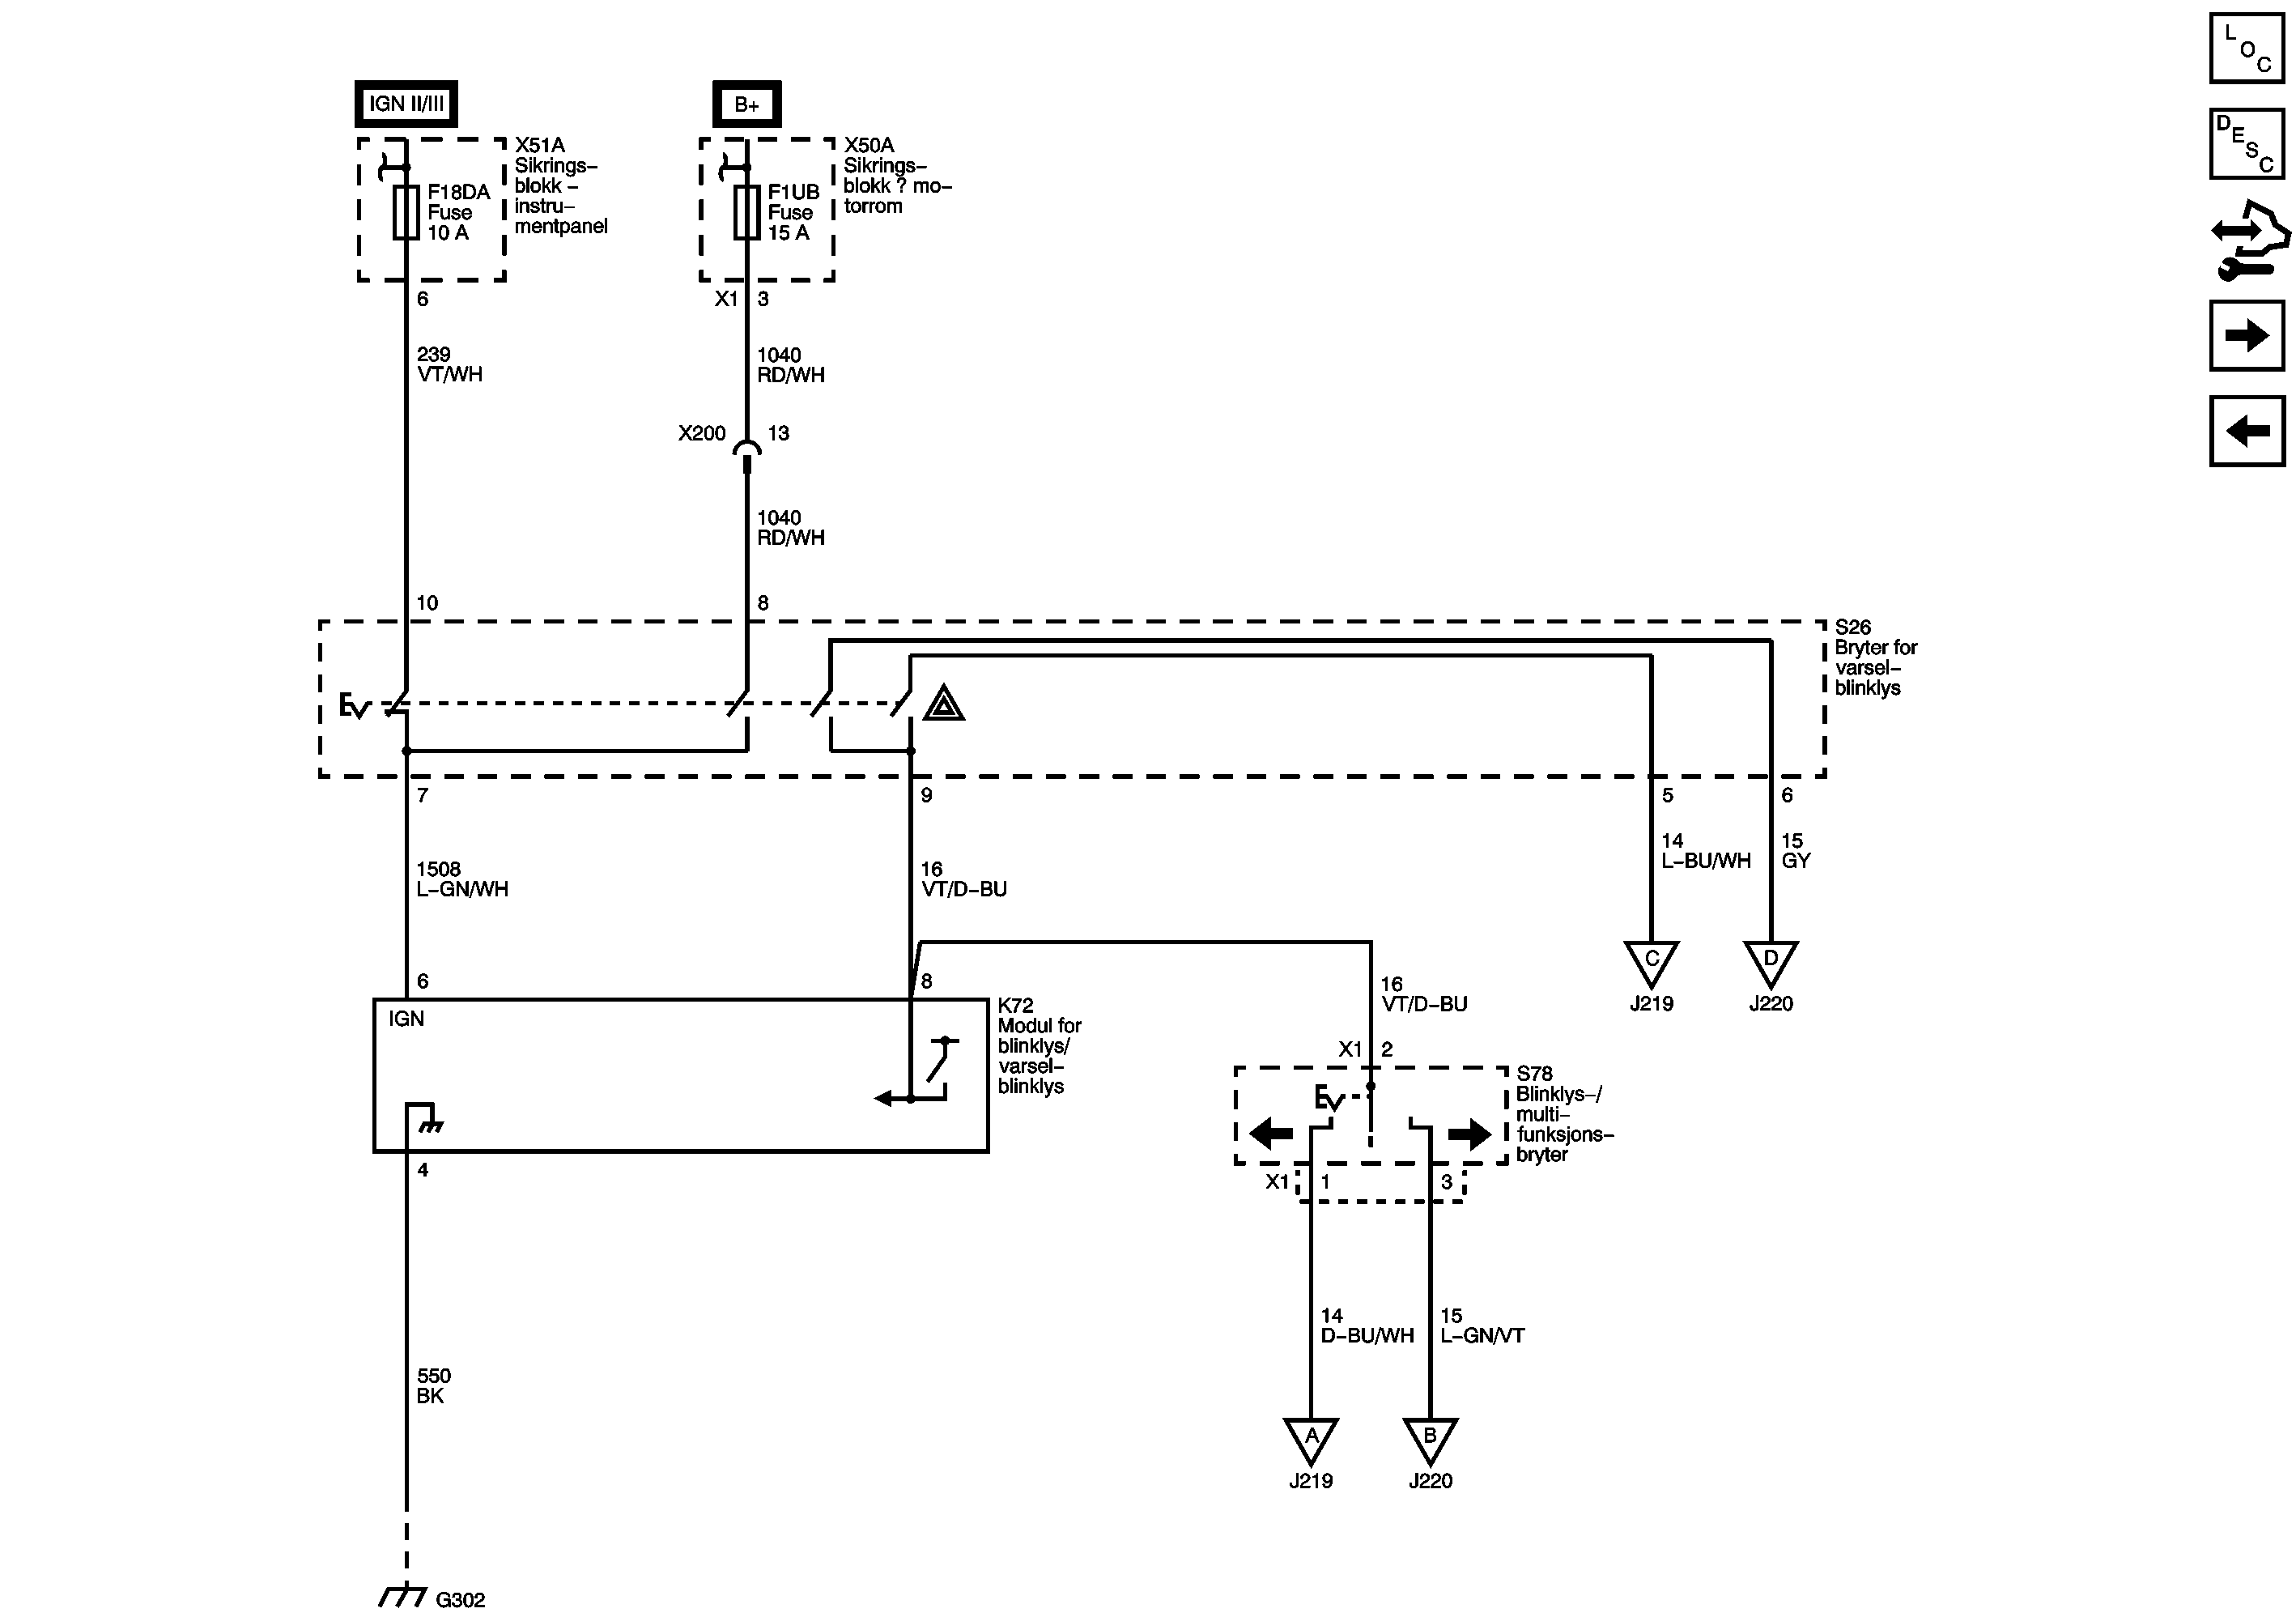 L
O
C
D
E
S
C
IGN II/III
B+
X51A
Sikrings–
blokk –
instru–
mentpanel
F18DA
Fuse
10 A
X50A
Sikrings–
blokk ? mo–
torrom
F1UB
Fuse
15 A
6
X1 3
239
VT/WH
1040
RD/WH
X200 13
1040
RD/WH
10
8
S26
Bryter for
varsel–
blinklys
7
9
5
6
1508
L–GN/WH
16
VT/D–BU
14
L–BU/WH
15
GY
C
J219
D
J220
6
8
IGN
K72
Modul for
blinklys/
varsel–
blinklys
4
16
VT/D–BU
X1 2
S78
Blinklys–/
multi–
funksjons–
bryter
X1 1
3
14
D–BU/WH
15
L–GN/VT
A
J219
B
J220
550
BK
G302